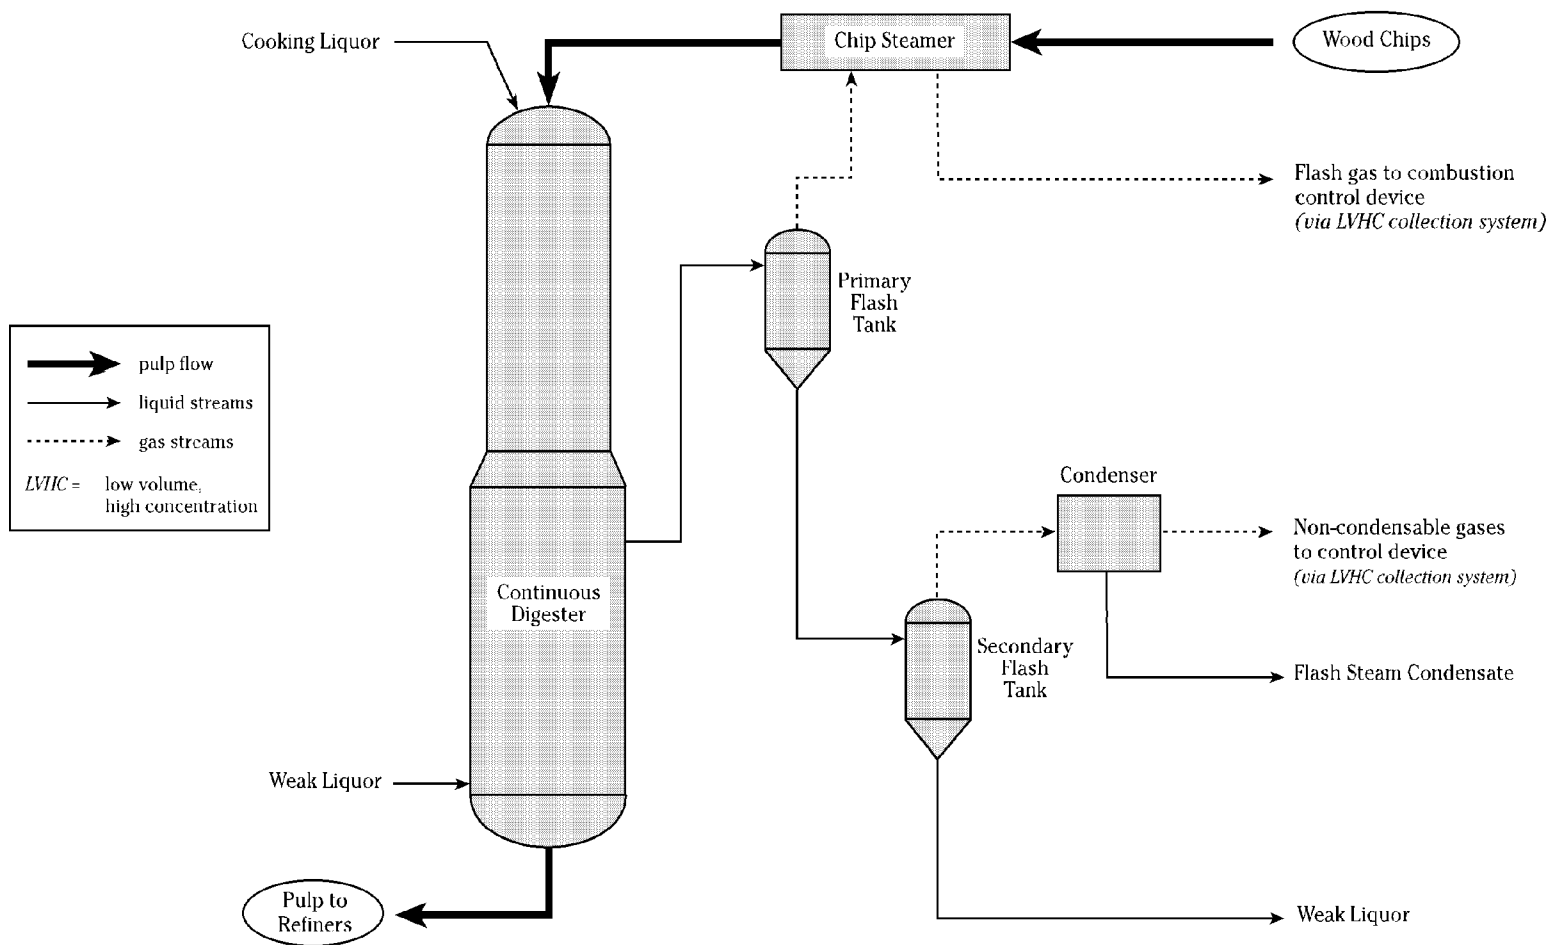 Cooking Liquor
Chip Steamer
Wood Chips
Flash gas to combustion
control device
(via LVHC collection system)
Primary
Flash
Tank
pulp flow
liquid streams
gas streams
LVHC = low volume,
high concentration
Condenser
Non-condensable gases
to control device
(via LVHC collection system)
Continuous
Digester
Secondary
Flash
Tank
Flash Steam Condensate
Weak Liquor
Pulp to
Refiners
Weak Liquor